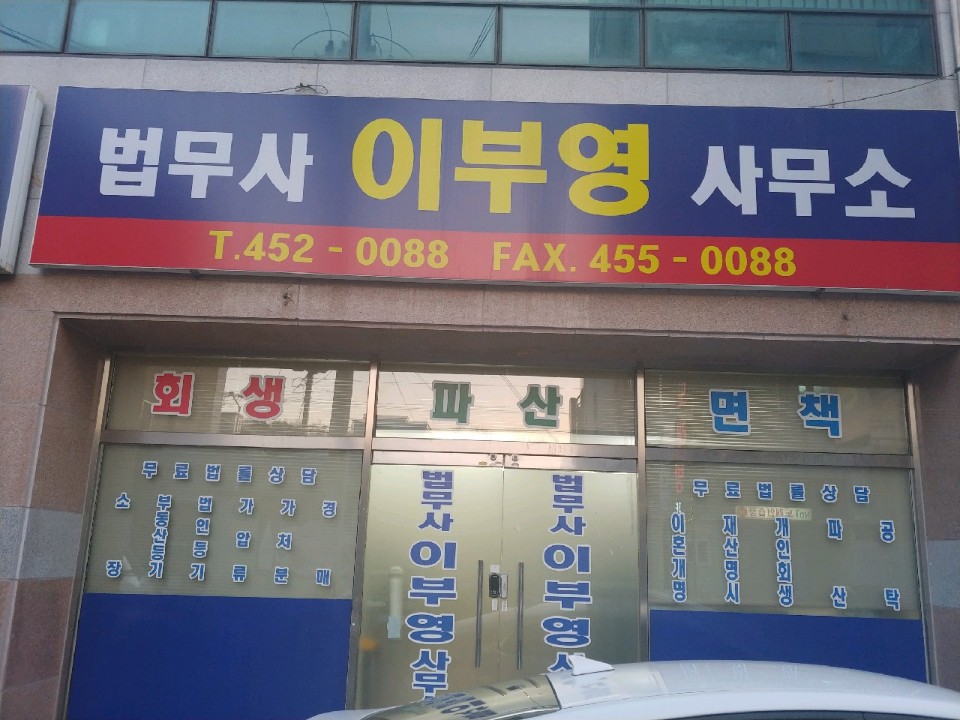 법무사 이부영 사무소
T.452 - 0088 FAX. 455 - 0088
회생
파산
면책
무료법률상담
소장
부동산등기
법인등기
가압류
가처분
경매
법무사이부영사무
법무사이부영사
무료법률상담
이혼개명
재산명시
개인회생
파산
공탁